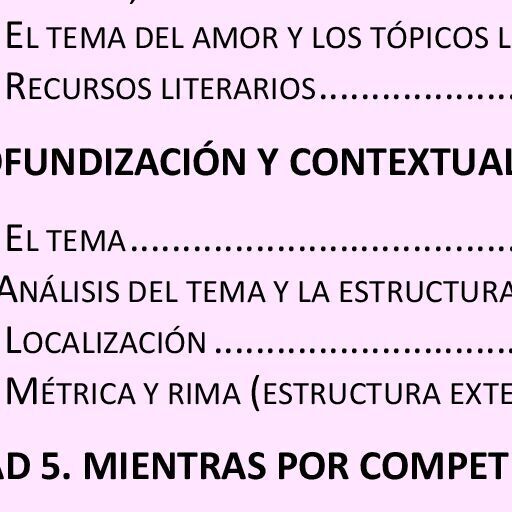 EL TEMA DEL AMOR Y LOS TÓPICOS L
RECURSOS LITERARIOS..................
OFUNDIZACIÓN Y CONTEXTUAL
EL TEMA..............................
ANÁLISIS DEL TEMA Y LA ESTRUCTURA
LOCALIZACIÓN .......................
MÉTRICA Y RIMA (ESTRUCTURA EXTE
AD 5. MIENTRAS POR COMPET